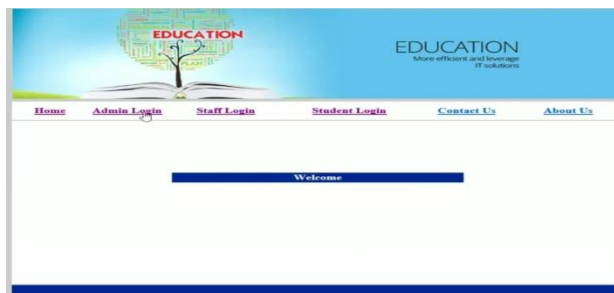 EDUCATION
PLAN
EDUCATION
More efficient and leverage
IT solutions
Home Admin Login Staff Login Student Login Contact Us About Us
Welcome